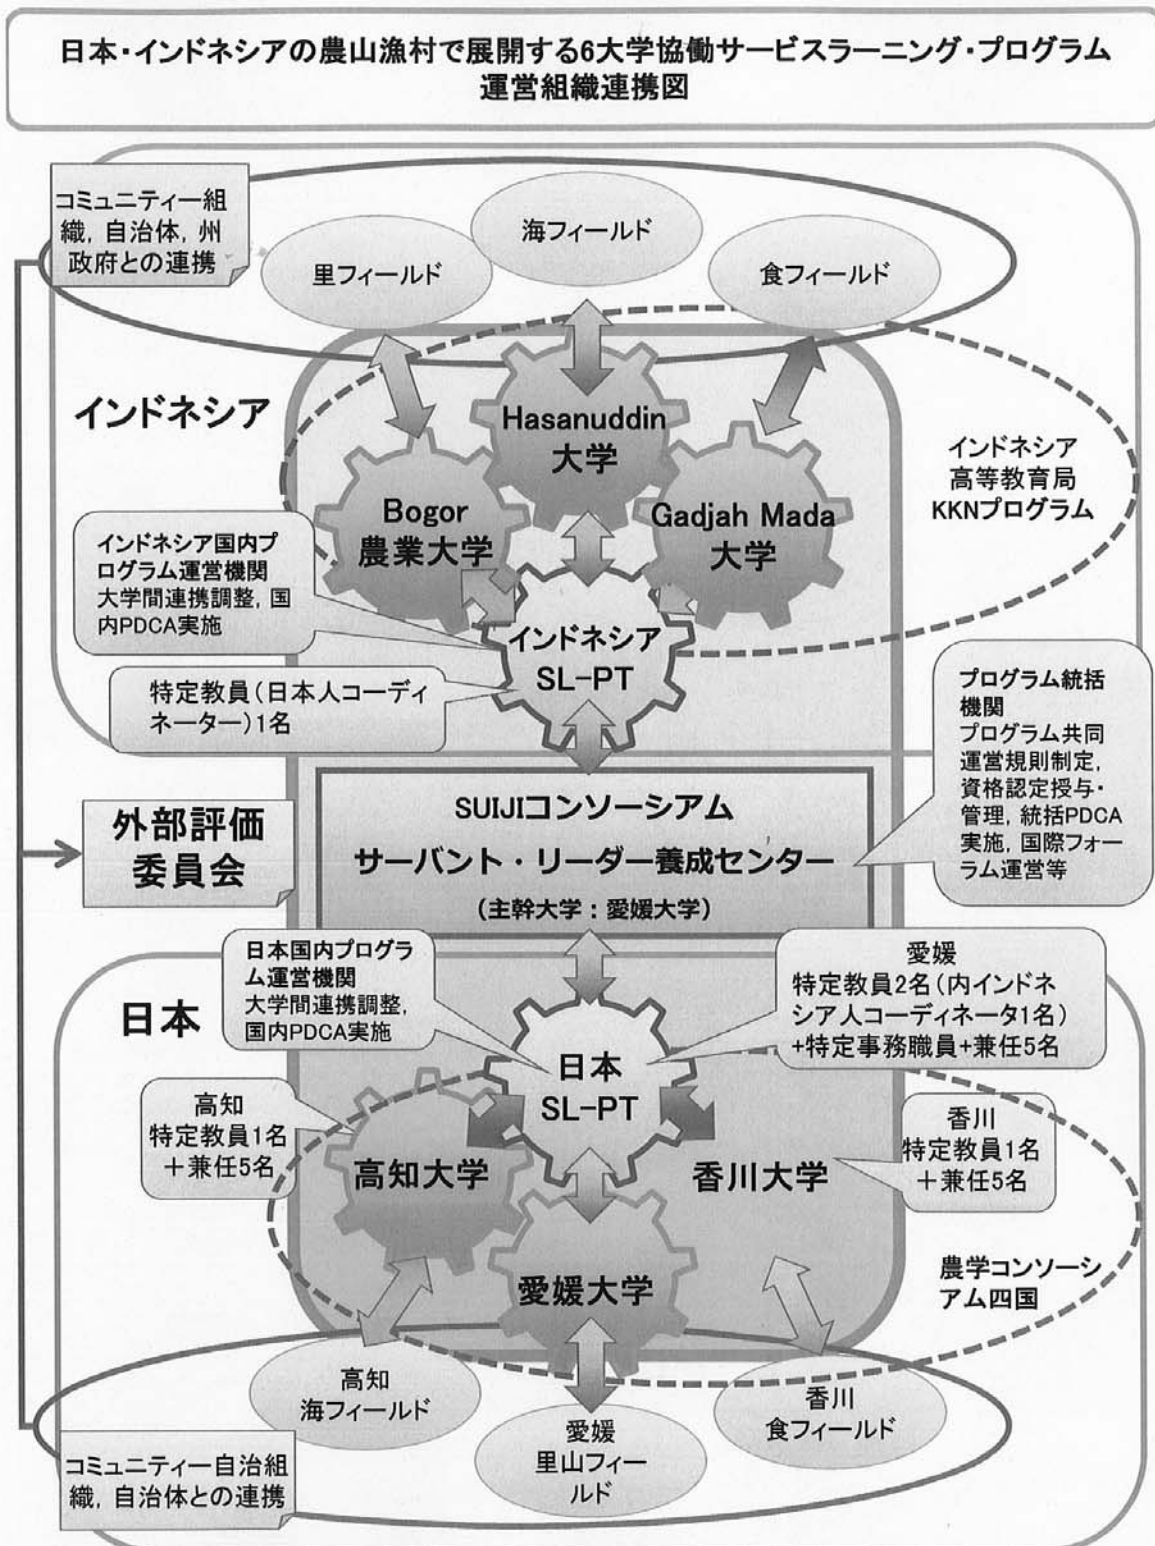 日本・インドネシアの農山漁村で展開する6大学協働サービスラーニング・プログラム
運営組織連携図
コミュニティー組
織, 自治体, 州
政府との連携
里フィールド
海フィールド
食フィールド
インドネシア
Hasanuddin
大学
Bogor
農業大学
Gadjah Mada
大学
インドネシア
高等教育局
KKNプログラム
インドネシア国内プ
ログラム運営機関
大学間連携調整, 国
内PDCA実施
インドネシア
SL-PT
特定教員(日本人コーディ
ネーター)1名
プログラム統括
機関
プログラム共同
運営規則制定,
資格認定授与・
管理, 統括PDCA
実施, 国際フォー
ラム運営等
外部評価
委員会
SUIJIコンソーシアム
サーバント・リーダー養成センター
(主幹大学:愛媛大学)
日本
日本国内プログラ
ム運営機関
大学間連携調整,
国内PDCA実施
愛媛
特定教員2名(内インドネ
シア人コーディネータ1名)
+特定事務職員+兼任5名
日本
SL-PT
高知
特定教員1名
+兼任5名
香川
特定教員1名
+兼任5名
高知大学
香川大学
愛媛大学
農学コンソーシ
アム四国
高知
海フィールド
愛媛
里山フィー
ルド
香川
食フィールド
コミュニティー自治組
織, 自治体との連携